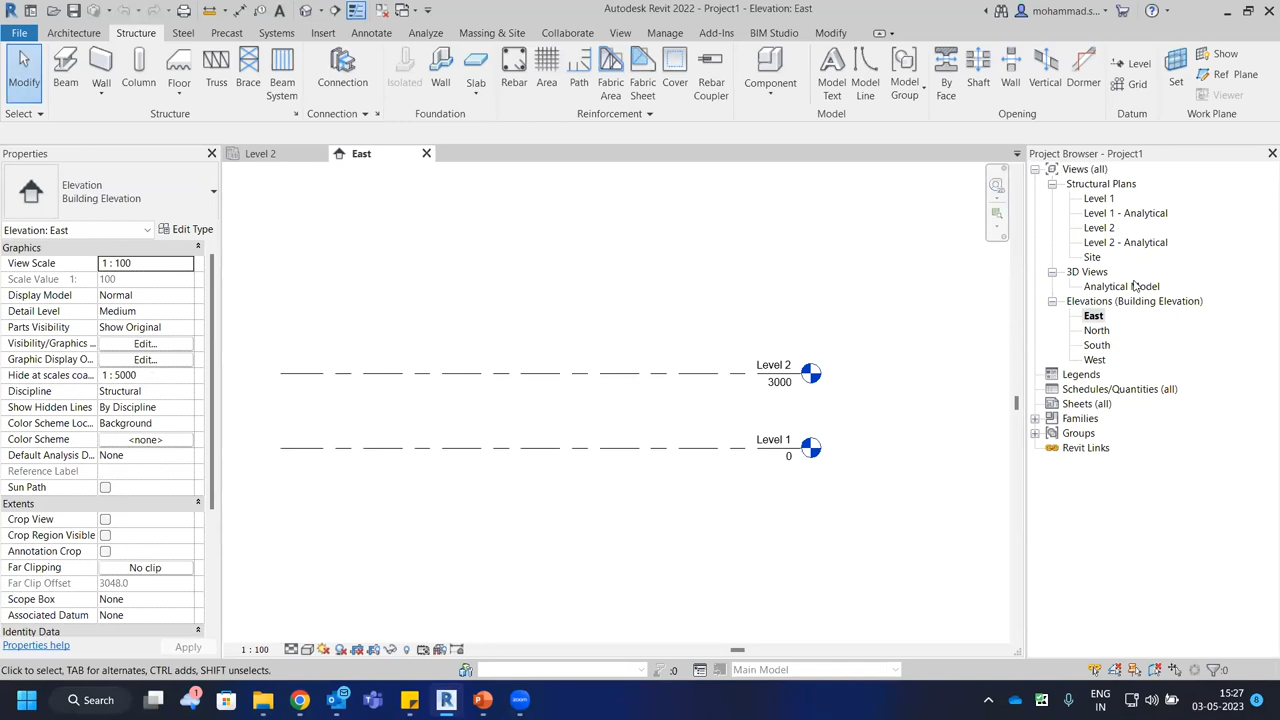 Autodesk Revit 2022 - Project1 - Elevation: East
mohammad.s...
File Architecture Structure Steel Precast Systems Insert Annotate Analyze Massing & Site Collaborate View Manage Add-Ins BIM Studio Modify
Modify Beam Wall Column Floor Truss Brace Beam System Connection Isolated Wall Slab Rebar Area Path Fabric Area Fabric Sheet Cover Rebar Coupler Component Model Text Model Line Model Group By Face Shaft Wall Vertical Dormer Level Grid Set Show Ref Plane Viewer
Select Structure Connection Foundation Reinforcement Model Opening Datum Work Plane
Properties
Elevation
Building Elevation
Elevation: East Edit Type
Graphics
View Scale 1 : 100
Scale Value 1: 100
Display Model Normal
Detail Level Medium
Parts Visibility Show Original
Visibility/Graphics ... Edit...
Graphic Display O... Edit...
Hide at scales coa... 1 : 5000
Discipline Structural
Show Hidden Lines By Discipline
Color Scheme Loc... Background
Color Scheme <none>
Default Analysis D... None
Reference Label
Sun Path
Extents
Crop View
Crop Region Visible
Annotation Crop
Far Clipping No clip
Far Clip Offset 3048.0
Scope Box None
Associated Datum None
Identity Data
Properties help Apply
Level 2 East
Level 2
3000
Level 1
0
1 : 100
Project Browser - Project1
Views (all)
Structural Plans
Level 1
Level 1 - Analytical
Level 2
Level 2 - Analytical
Site
3D Views
Analytical Model
Elevations (Building Elevation)
East
North
South
West
Legends
Schedules/Quantities (all)
Sheets (all)
Families
Groups
Revit Links
Click to select, TAB for alternates, CTRL adds, SHIFT unselects. :0 Main Model :0
Search
1
ENG
IN
15:27
03-05-2023